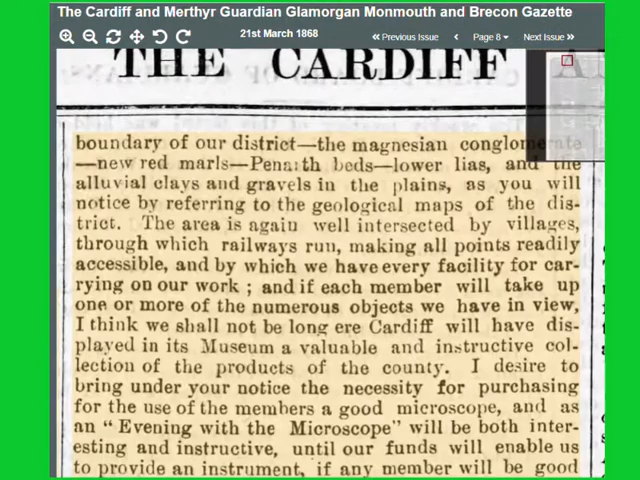 The Cardiff and Merthyr Guardian Glamorgan Monmouth and Brecon Gazette
21st March 1868
Previous Issue
Page 8
Next Issue
THE CARDIFF
boundary of our district—the magnesian conglomerate
—new red marls—Penarth beds—lower lias, and the
alluvial clays and gravels in the plains, as you will
notice by referring to the geological maps of the dis-
trict. The area is again well intersected by villages,
through which railways run, making all points readily
accessible, and by which we have every facility for car-
rying on our work ; and if each member will take up
one or more of the numerous objects we have in view,
I think we shall not be long ere Cardiff will have dis-
played in its Museum a valuable and instructive col-
lection of the products of the county. I desire to
bring under your notice the necessity for purchasing
for the use of the members a good microscope, and as
an “ Evening with the Microscope” will be both inter-
esting and instructive, until our funds will enable us
to provide an instrument, if any member will be good